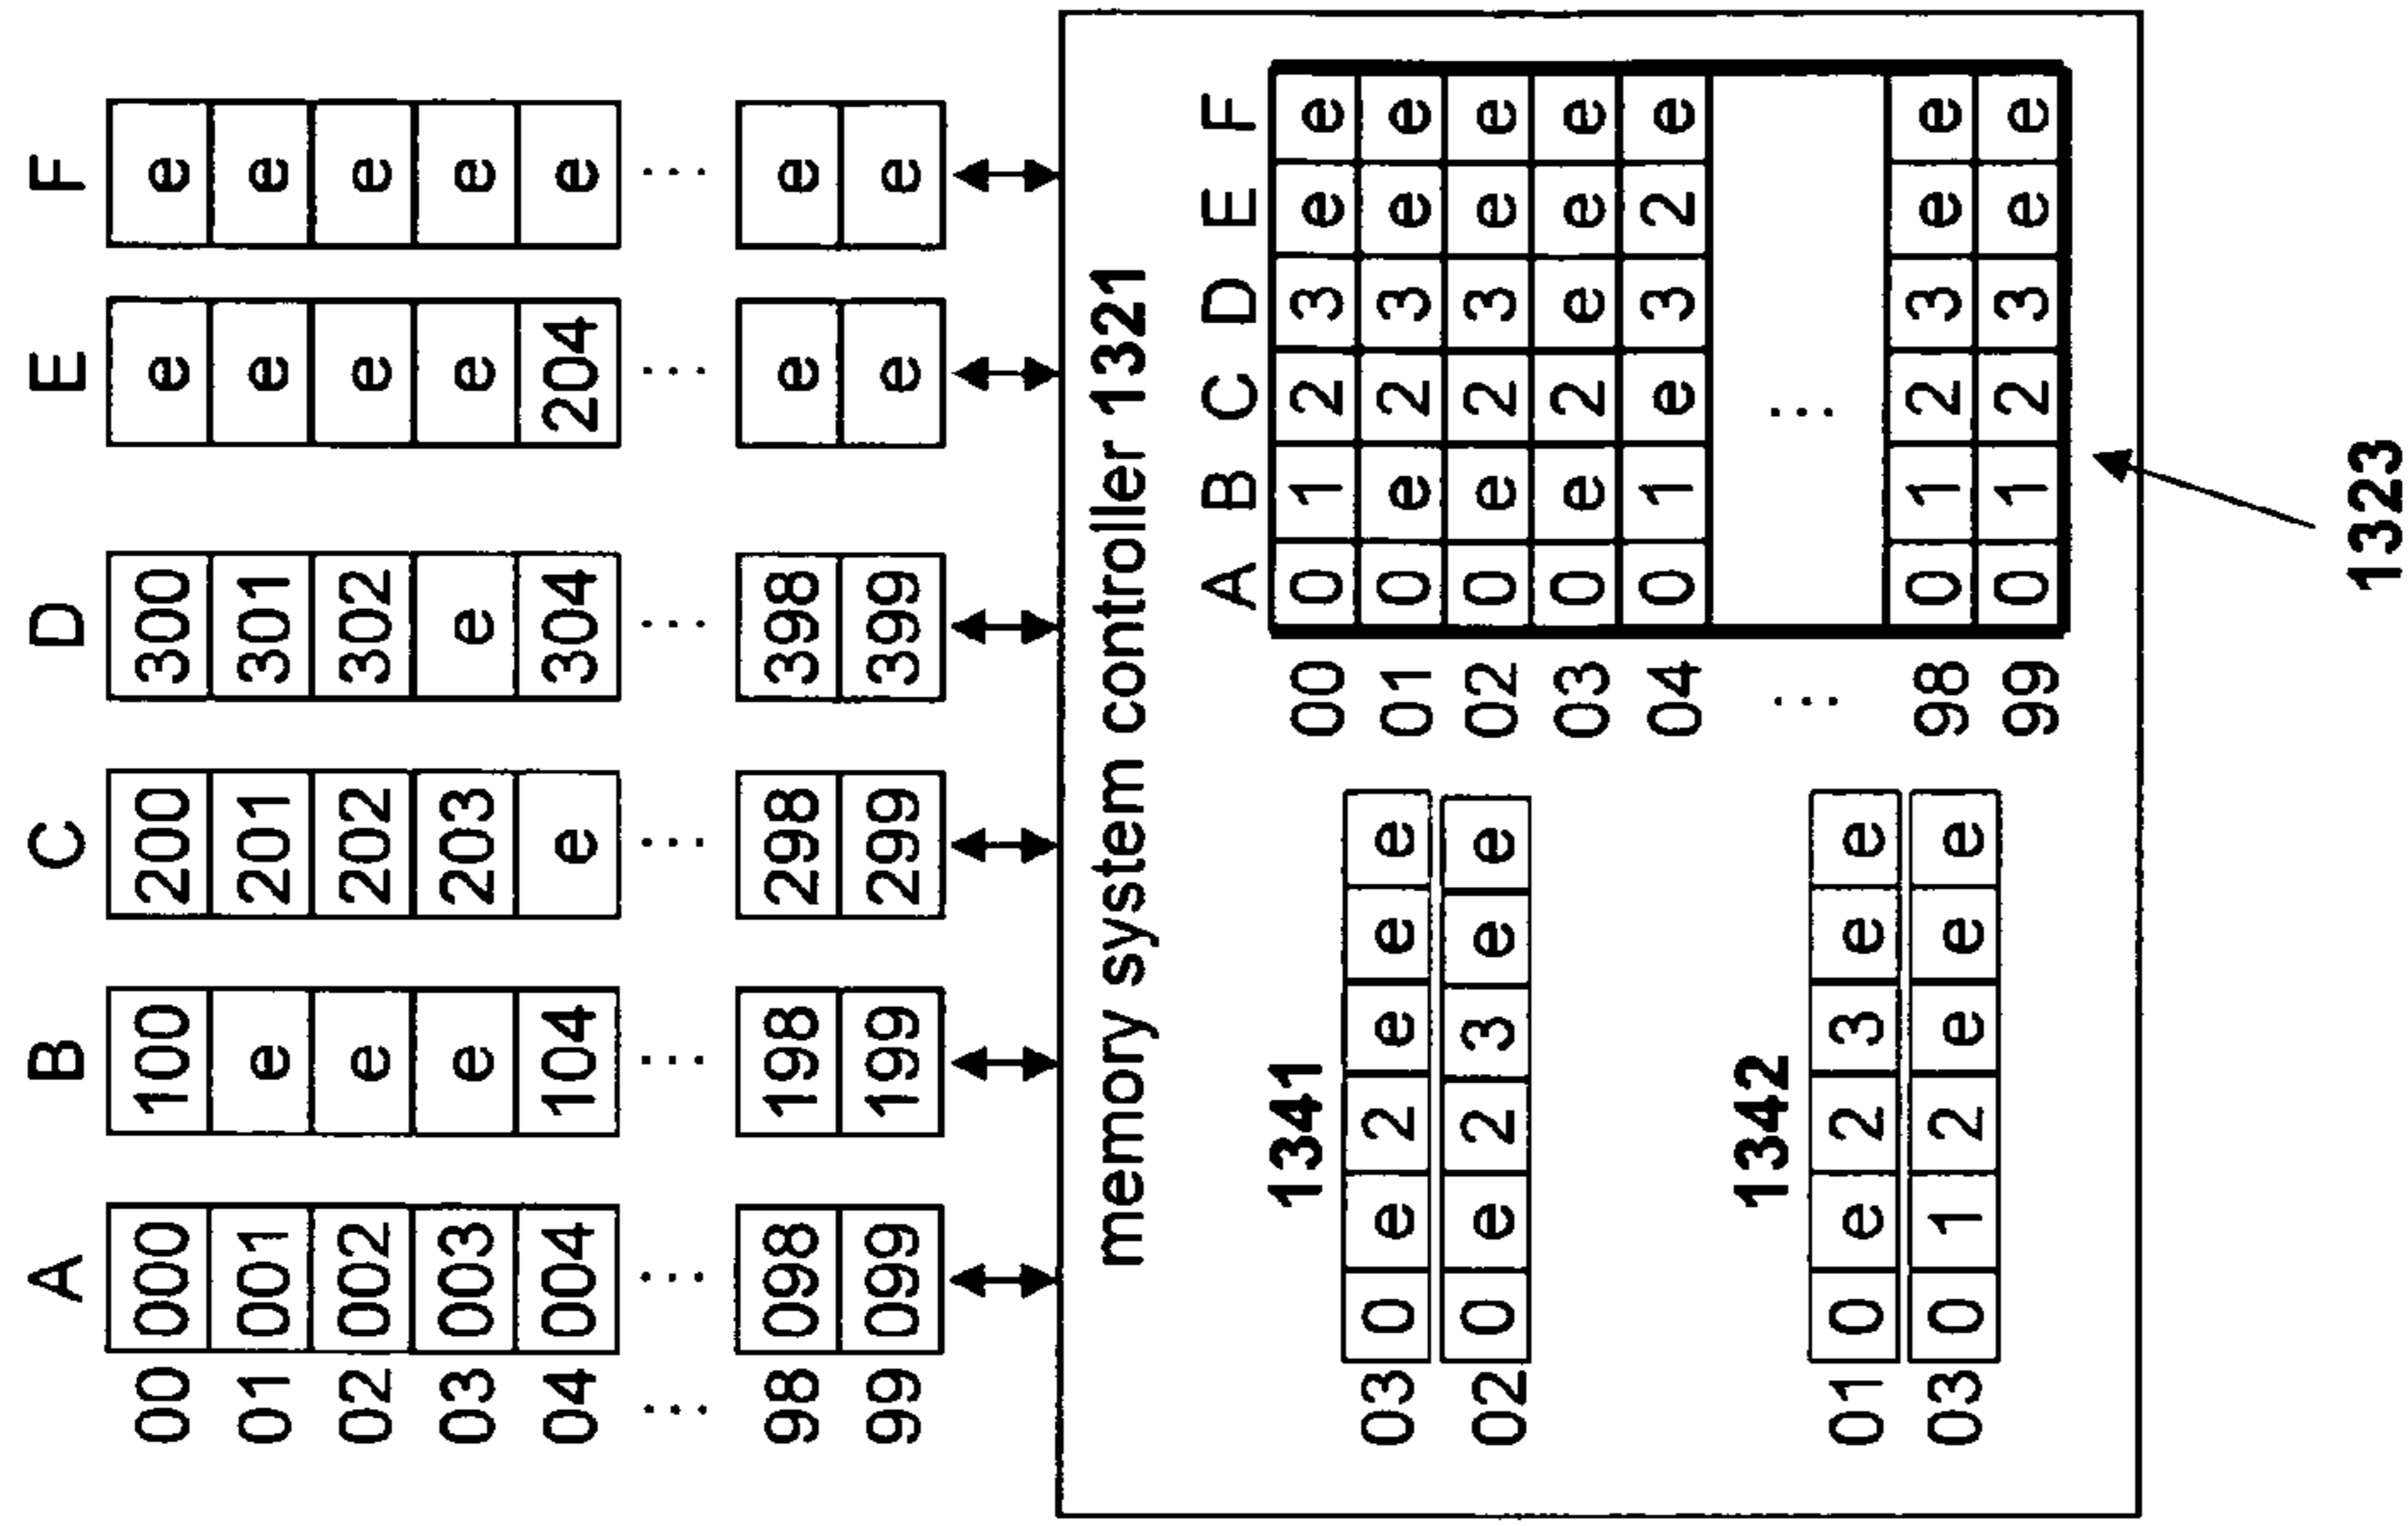 A B C D E F
00 000 100 200 300 e e
01 001 e 201 301 e e
02 002 e 202 302 e e
03 003 e 203 e e e
04 004 104 e 304 204 e
... ... ... ... ... ... ...
98 098 198 298 398 e e
99 099 199 299 399 e e
memory system controller 1321
1341
03 0 e 2 e e e
02 0 e 2 3 e e
1342
01 0 e 2 3 e e
03 0 1 2 e e e
A B C D E F
00 0 1 2 3 e e
01 0 e 2 3 e e
02 0 e 2 3 e e
03 0 e 2 e e e
04 0 1 e 3 2 e
... ...
98 0 1 2 3 e e
99 0 1 2 3 e e
1323